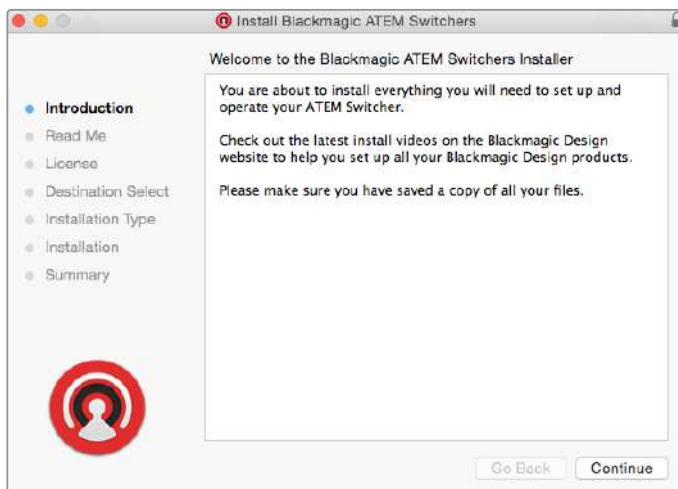 Install Blackmagic ATEM Switchers
Welcome to the Blackmagic ATEM Switchers Installer
Introduction
Read Me
License
Destination Select
Installation Type
Installation
Summary
You are about to install everything you will need to set up and
operate your ATEM Switcher.
Check out the latest install videos on the Blackmagic Design
website to help you set up all your Blackmagic Design products.
Please make sure you have saved a copy of all your files.
Go Back
Continue